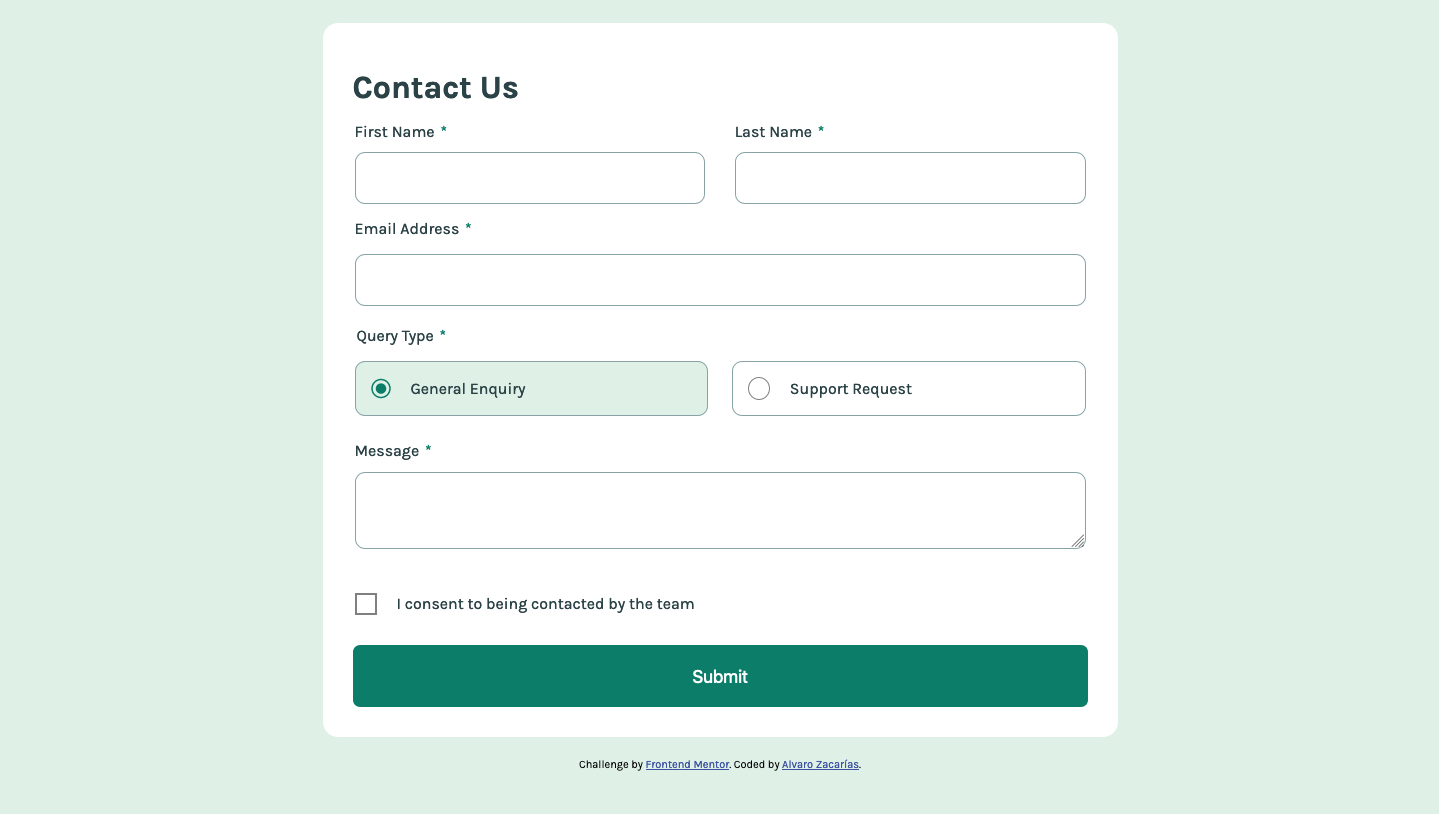 Contact Us
First Name *
Last Name *
Email Address *
Query Type *
General Enquiry
Support Request
Message *
I consent to being contacted by the team
Submit
Challenge by Frontend Mentor. Coded by Alvaro Zacarías.